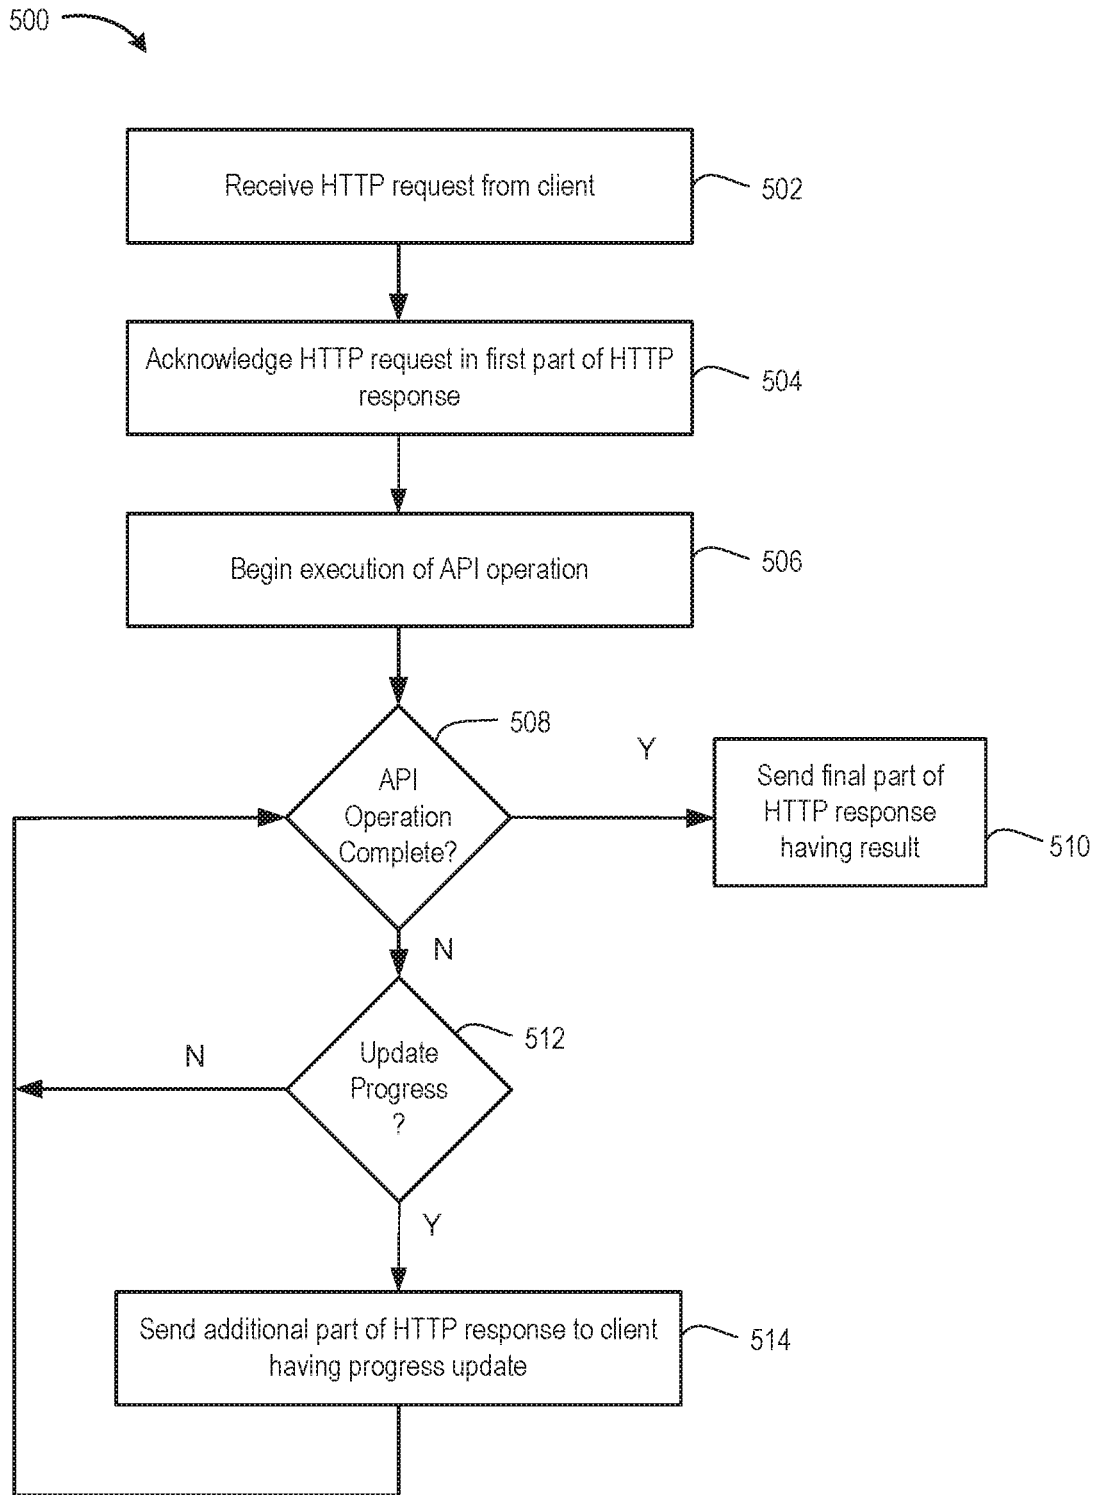 500
Receive HTTP request from client
502
Acknowledge HTTP request in first part of HTTP
response
504
Begin execution of API operation
506
508
API
Operation
Complete?
Y
Send final part of
HTTP response
having result
510
N
512
Update
Progress
?
N
Y
Send additional part of HTTP response to client
having progress update
514